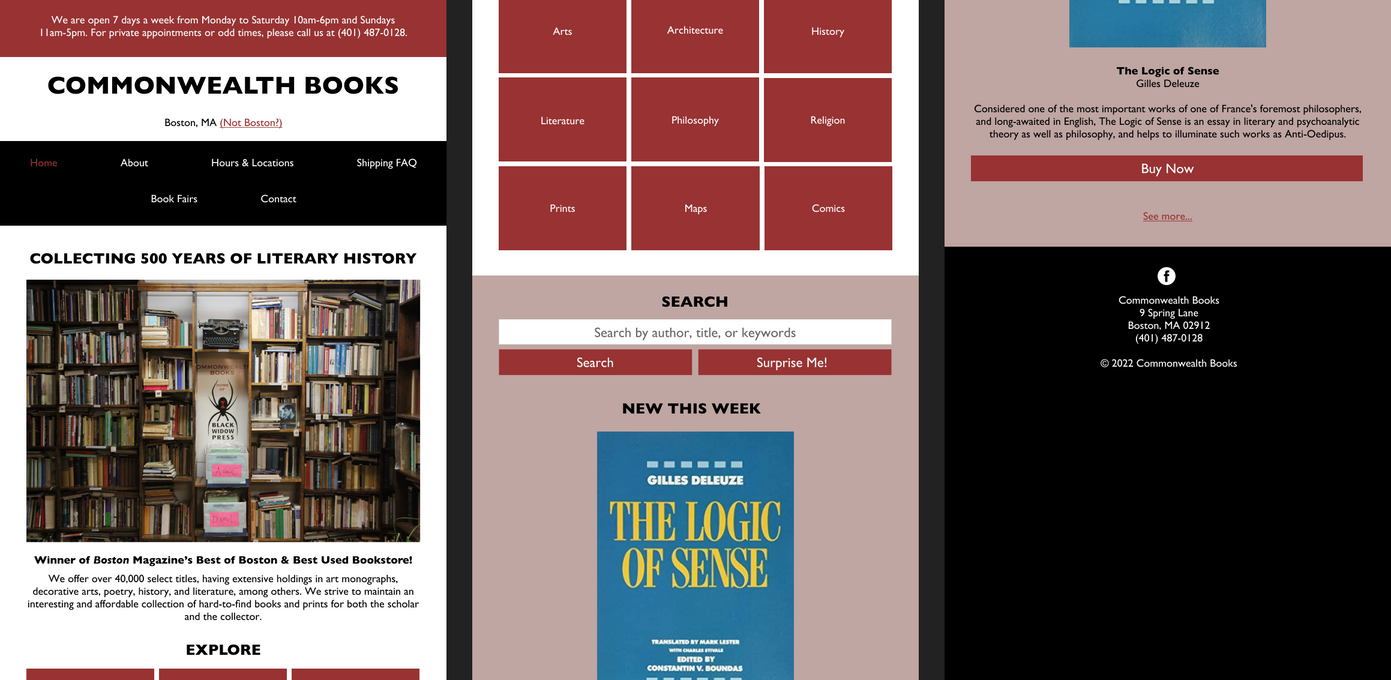 We are open 7 days a week from Monday to Saturday 10am-6pm and Sundays
11am-5pm. For private appointments or odd times, please call us at (401) 487-0128.
COMMONWEALTH BOOKS
Boston, MA (Not Boston?)
Home About Hours & Locations Shipping FAQ
Book Fairs Contact
COLLECTING 500 YEARS OF LITERARY HISTORY
COMMONWEALTH
BOOKS
BLACK
WIDOW
PRESS
Winner of Boston Magazine's Best of Boston & Best Used Bookstore!
We offer over 40,000 select titles, having extensive holdings in art monographs,
decorative arts, poetry, history, and literature, among others. We strive to maintain an
interesting and affordable collection of hard-to-find books and prints for both the scholar
and the collector.
EXPLORE
Arts Architecture History
Literature Philosophy Religion
Prints Maps Comics
SEARCH
Search by author, title, or keywords
Search Surprise Me!
NEW THIS WEEK
GILLES DELEUZE
THE LOGIC
OF SENSE
TRANSLATED BY MARK LESTER
WITH CHARLES STIVALE
EDITED BY
CONSTANTIN V. BOUNDAS
The Logic of Sense
Gilles Deleuze
Considered one of the most important works of one of France's foremost philosophers,
and long-awaited in English, The Logic of Sense is an essay in literary and psychoanalytic
theory as well as philosophy, and helps to illuminate such works as Anti-Oedipus.
Buy Now
See more...
Commonwealth Books
9 Spring Lane
Boston, MA 02912
(401) 487-0128
© 2022 Commonwealth Books